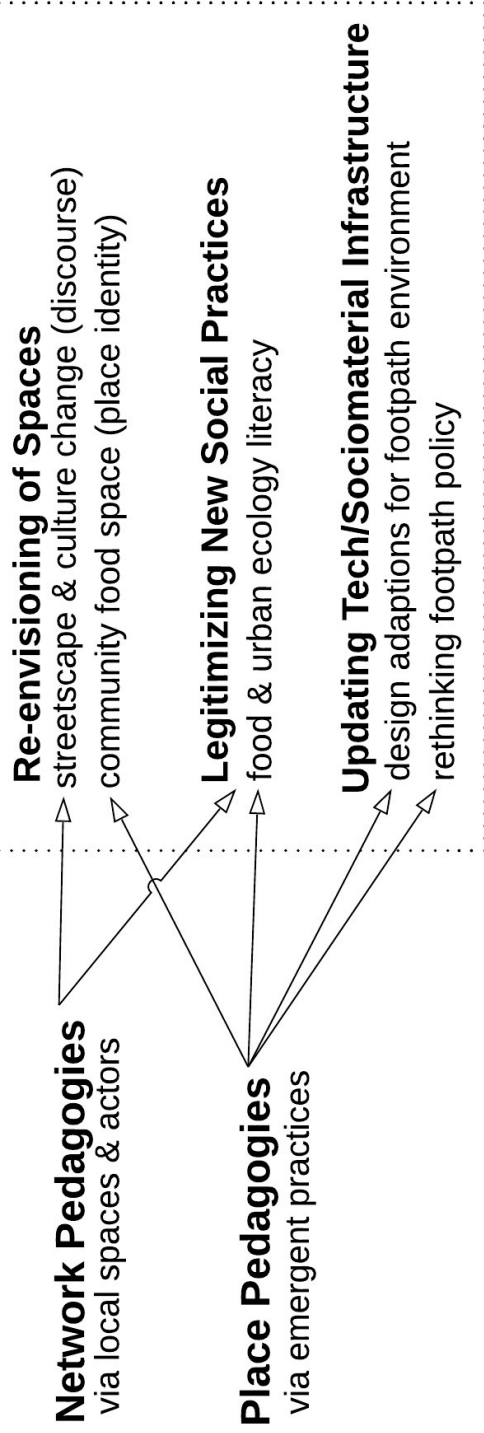 Network Pedagogies
via local spaces & actors
Place Pedagogies
via emergent practices
Re-envisioning of Spaces
streetscape & culture change (discourse)
community food space (place identity)
Legitimizing New Social Practices
food & urban ecology literacy
Updating Tech/Sociomaterial Infrastructure
design adaptions for footpath environment
rethinking footpath policy